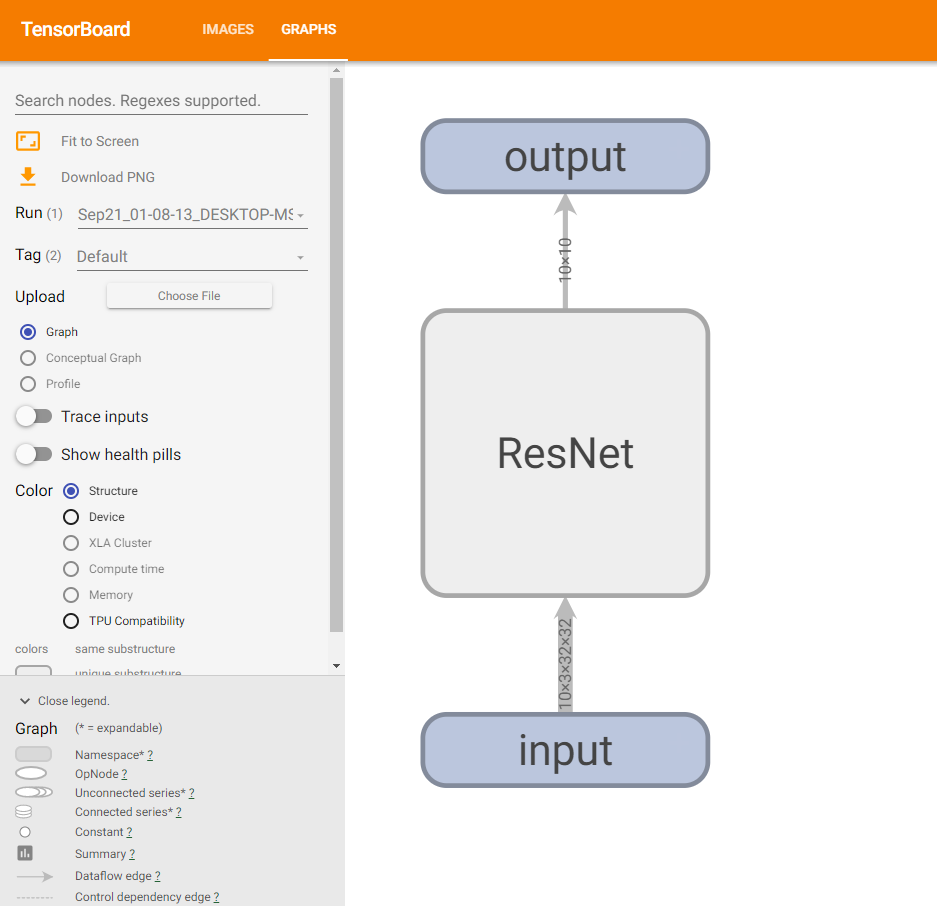 TensorBoard
IMAGES
GRAPHS
Search nodes. Regexes supported.
Fit to Screen
Download PNG
Run (1) Sep21_01-08-13_DESKTOP-MS
Tag (2) Default
Upload Choose File
Graph
Conceptual Graph
Profile
Trace inputs
Show health pills
Color Structure
Device
XLA Cluster
Compute time
Memory
TPU Compatibility
colors same substructure
unique substructure
Close legend.
Graph (* = expandable)
Namespace* ?
OpNode ?
Unconnected series* ?
Connected series* ?
Constant ?
Summary ?
Dataflow edge ?
Control dependency edge ?
output
10×10
ResNet
10×3×32×32
input